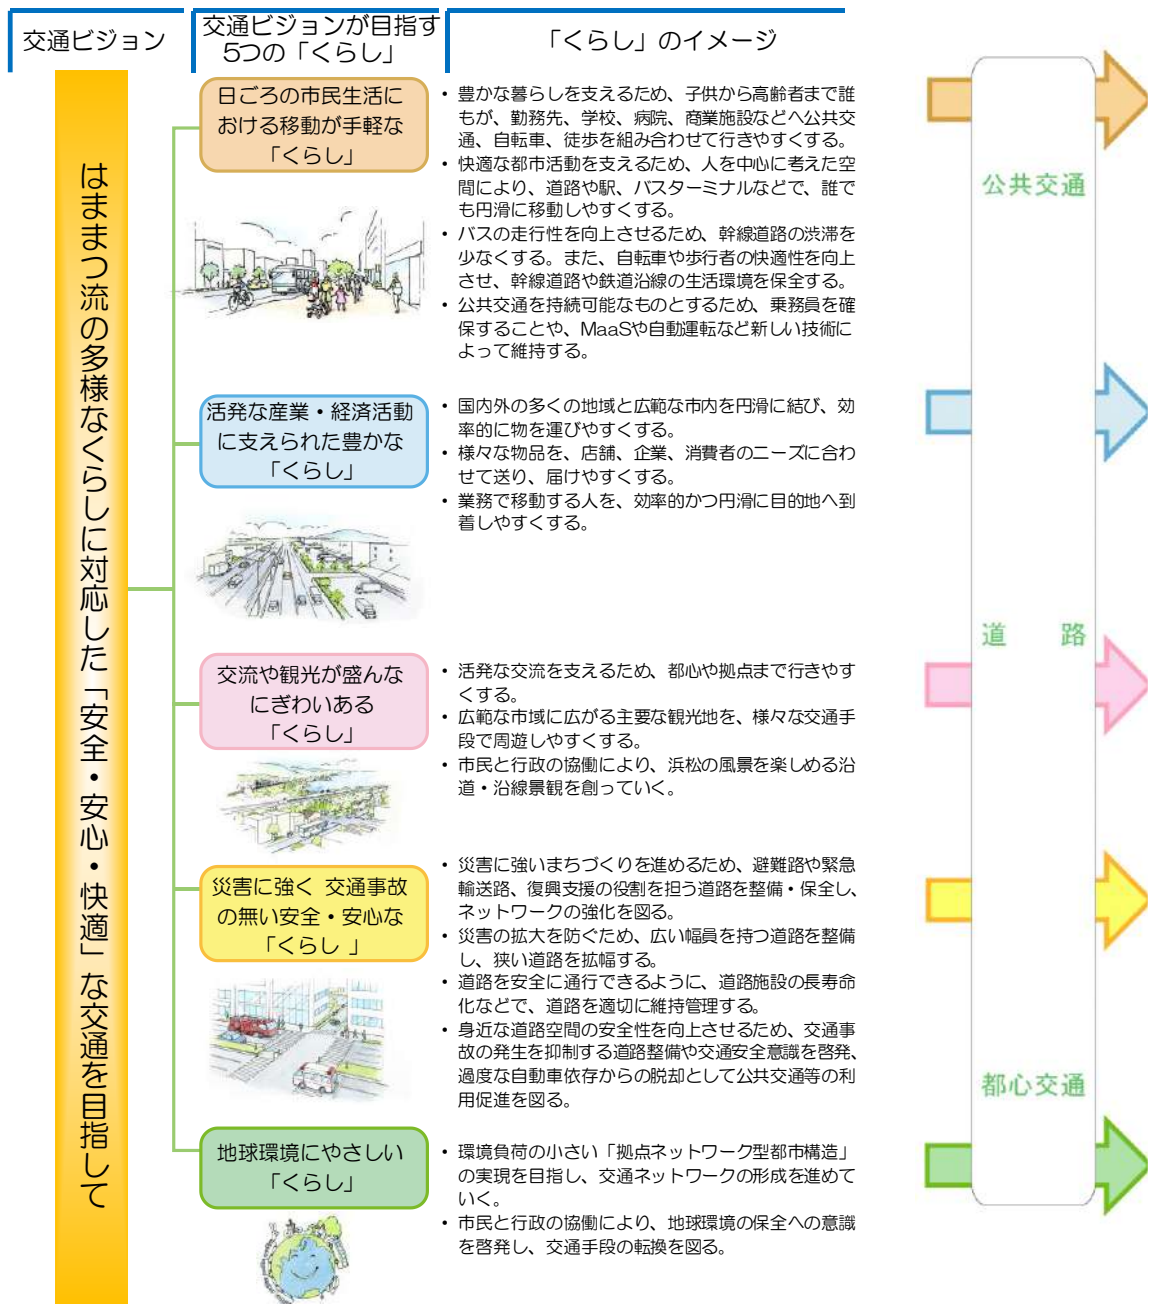 交通ビジョン
交通ビジョンが目指す
5つの「くらし」
「くらし」のイメージ
はままつ流の多様なくらしに対応した「安全・安心・快適」な交通を目指して
日ごろの市民生活に
おける移動が手軽な
「くらし」
・豊かな暮らしを支えるため、子供から高齢者まで誰
もが、勤務先、学校、病院、商業施設などへ公共交
通、自転車、徒歩を組み合わせて行きやすくする。
・快適な都市活動を支えるため、人を中心に考えた空
間により、道路や駅、バスターミナルなどで、誰で
も円滑に移動しやすくする。
・バスの走行性を向上させるため、幹線道路の渋滞を
少なくする。また、自転車や歩行者の快適性を向上
させ、幹線道路や鉄道沿線の生活環境を保全する。
・公共交通を持続可能なものとするため、乗務員を確
保することや、MaaSや自動運転など新しい技術に
よって維持する。
活発な産業・経済活動
に支えられた豊かな
「くらし」
・国内外の多くの地域と広範な市内を円滑に結び、効
率的に物を運びやすくする。
・様々な物品を、店舗、企業、消費者のニーズに合わ
せて送り、届けやすくする。
・業務で移動する人を、効率的かつ円滑に目的地へ到
着しやすくする。
交流や観光が盛んな
にぎわいある
「くらし」
・活発な交流を支えるため、都心や拠点まで行きやす
くする。
・広範な市域に広がる主要な観光地を、様々な交通手
段で周遊しやすくする。
・市民と行政の協働により、浜松の風景を楽しめる沿
道・沿線景観を創っていく。
災害に強く 交通事故
の無い安全・安心な
「くらし 」
・災害に強いまちづくりを進めるため、避難路や緊急
輸送路、復興支援の役割を担う道路を整備・保全し、
ネットワークの強化を図る。
・災害の拡大を防ぐため、広い幅員を持つ道路を整備
し、狭い道路を拡幅する。
・道路を安全に通行できるように、道路施設の長寿命
化などで、道路を適切に維持管理する。
・身近な道路空間の安全性を向上させるため、交通事
故の発生を抑制する道路整備や交通安全意識を啓発、
過度な自動車依存からの脱却として公共交通等の利
用促進を図る。
地球環境にやさしい
「くらし」
・環境負荷の小さい「拠点ネットワーク型都市構造」
の実現を目指し、交通ネットワークの形成を進めて
いく。
・市民と行政の協働により、地球環境の保全への意識
を啓発し、交通手段の転換を図る。
公共交通
道　路
都心交通